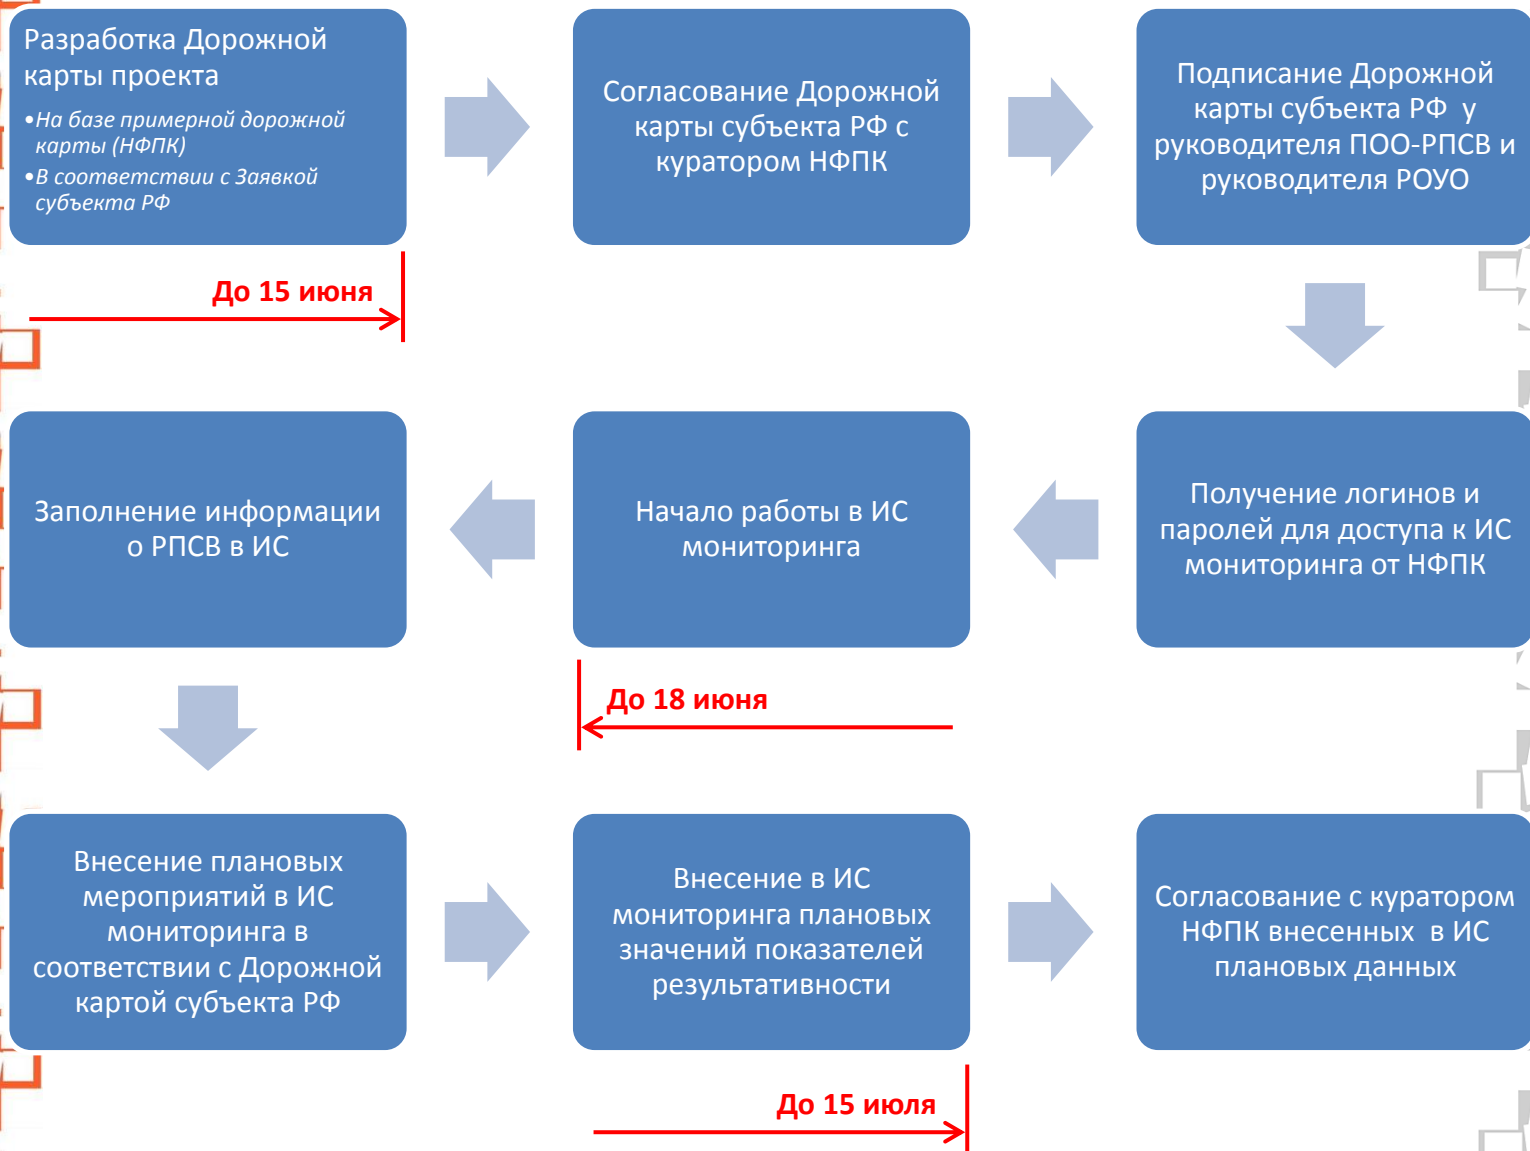 Разработка Дорожной
карты проекта
•На базе примерной дорожной
карты (НФПК)
•В соответствии с Заявкой
субъекта РФ
Согласование Дорожной
карты субъекта РФ с
куратором НФПК
Подписание Дорожной
карты субъекта РФ у
руководителя ПОО-РПСВ и
руководителя РОУО
До 15 июня
Получение логинов и
паролей для доступа к ИС
мониторинга от НФПК
Начало работы в ИС
мониторинга
Заполнение информации
о РПСВ в ИС
До 18 июня
Внесение плановых
мероприятий в ИС
мониторинга в
соответствии с Дорожной
картой субъекта РФ
Внесение в ИС
мониторинга плановых
значений показателей
результативности
Согласование с куратором
НФПК внесенных в ИС
плановых данных
До 15 июля